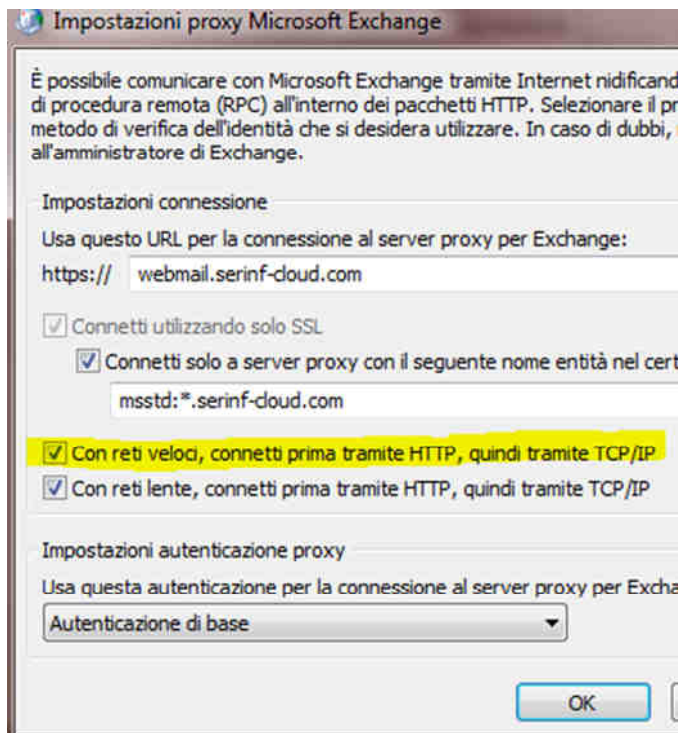 Impostazioni proxy Microsoft Exchange
È possibile comunicare con Microsoft Exchange tramite Internet nidificand
di procedura remota (RPC) all'interno dei pacchetti HTTP. Selezionare il pr
metodo di verifica dell'identità che si desidera utilizzare. In caso di dubbi,
all'amministratore di Exchange.
Impostazioni connessione
Usa questo URL per la connessione al server proxy per Exchange:
https:// webmail.serinf-cloud.com
Connetti utilizzando solo SSL
Connetti solo a server proxy con il seguente nome entità nel cert
msstd:*.serinf-cloud.com
Con reti veloci, connetti prima tramite HTTP, quindi tramite TCP/IP
Con reti lente, connetti prima tramite HTTP, quindi tramite TCP/IP
Impostazioni autenticazione proxy
Usa questa autenticazione per la connessione al server proxy per Excha
Autenticazione di base
OK